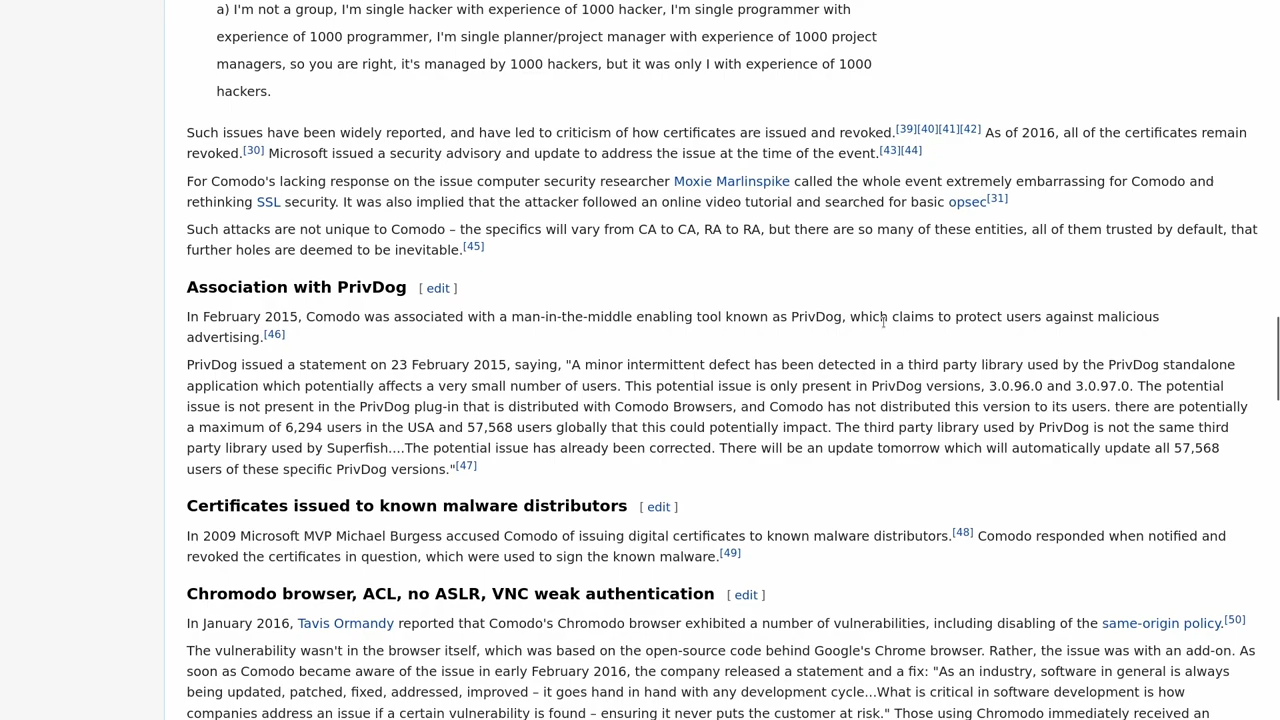 a) I'm not a group, I'm single hacker with experience of 1000 hacker, I'm single programmer with
experience of 1000 programmer, I'm single planner/project manager with experience of 1000 project
managers, so you are right, it's managed by 1000 hackers, but it was only I with experience of 1000
hackers.
Such issues have been widely reported, and have led to criticism of how certificates are issued and revoked.[39][40][41][42] As of 2016, all of the certificates remain
revoked.[30] Microsoft issued a security advisory and update to address the issue at the time of the event.[43][44]
For Comodo's lacking response on the issue computer security researcher Moxie Marlinspike called the whole event extremely embarrassing for Comodo and
rethinking SSL security. It was also implied that the attacker followed an online video tutorial and searched for basic opsec[31]
Such attacks are not unique to Comodo – the specifics will vary from CA to CA, RA to RA, but there are so many of these entities, all of them trusted by default, that
further holes are deemed to be inevitable.[45]
Association with PrivDog [ edit ]
In February 2015, Comodo was associated with a man-in-the-middle enabling tool known as PrivDog, which claims to protect users against malicious
advertising.[46]
PrivDog issued a statement on 23 February 2015, saying, "A minor intermittent defect has been detected in a third party library used by the PrivDog standalone
application which potentially affects a very small number of users. This potential issue is only present in PrivDog versions, 3.0.96.0 and 3.0.97.0. The potential
issue is not present in the PrivDog plug-in that is distributed with Comodo Browsers, and Comodo has not distributed this version to its users. there are potentially
a maximum of 6,294 users in the USA and 57,568 users globally that this could potentially impact. The third party library used by PrivDog is not the same third
party library used by Superfish....The potential issue has already been corrected. There will be an update tomorrow which will automatically update all 57,568
users of these specific PrivDog versions."[47]
Certificates issued to known malware distributors [ edit ]
In 2009 Microsoft MVP Michael Burgess accused Comodo of issuing digital certificates to known malware distributors.[48] Comodo responded when notified and
revoked the certificates in question, which were used to sign the known malware.[49]
Chromodo browser, ACL, no ASLR, VNC weak authentication [ edit ]
In January 2016, Tavis Ormandy reported that Comodo's Chromodo browser exhibited a number of vulnerabilities, including disabling of the same-origin policy.[50]
The vulnerability wasn't in the browser itself, which was based on the open-source code behind Google's Chrome browser. Rather, the issue was with an add-on. As
soon as Comodo became aware of the issue in early February 2016, the company released a statement and a fix: "As an industry, software in general is always
being updated, patched, fixed, addressed, improved – it goes hand in hand with any development cycle...What is critical in software development is how
companies address an issue if a certain vulnerability is found – ensuring it never puts the customer at risk." Those using Chromodo immediately received an